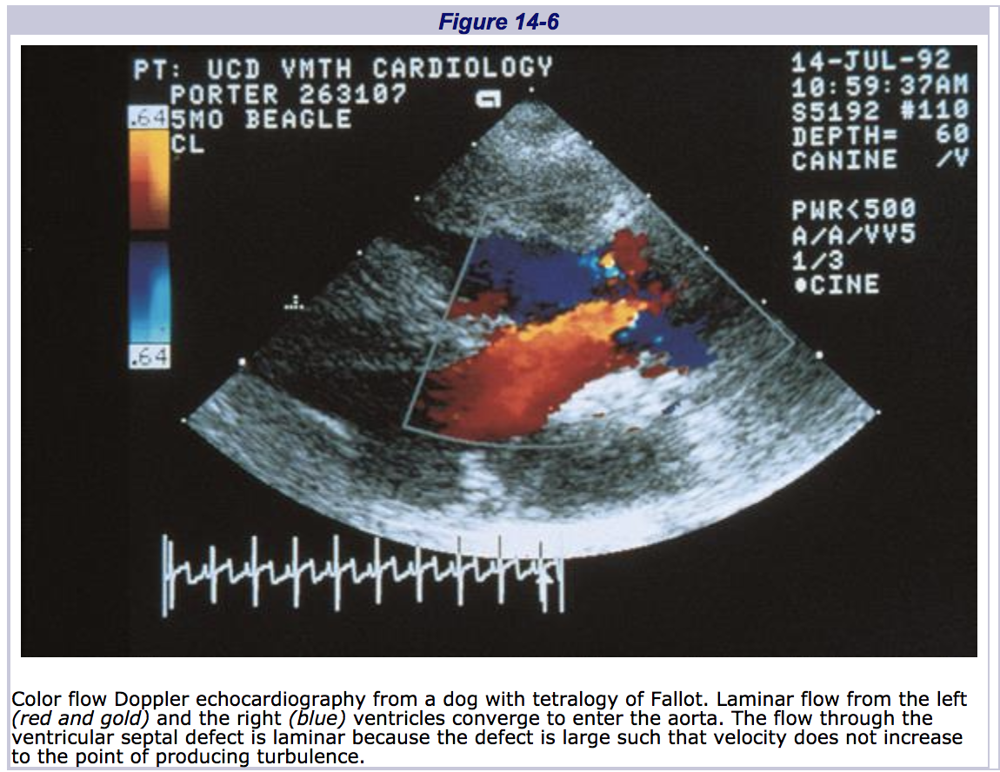 Figure 14-6
PT: UCD VMTH CARDIOLOGY
PORTER 263107
.64 5MO BEAGLE
CL
.64
14-JUL-92
10:59:37AM
S5192 #110
DEPTH= 60
CANINE /V
PWR<500
A/A/VV5
1/3
●CINE
Color flow Doppler echocardiography from a dog with tetralogy of Fallot. Laminar flow from the left
(red and gold) and the right (blue) ventricles converge to enter the aorta. The flow through the
ventricular septal defect is laminar because the defect is large such that velocity does not increase
to the point of producing turbulence.